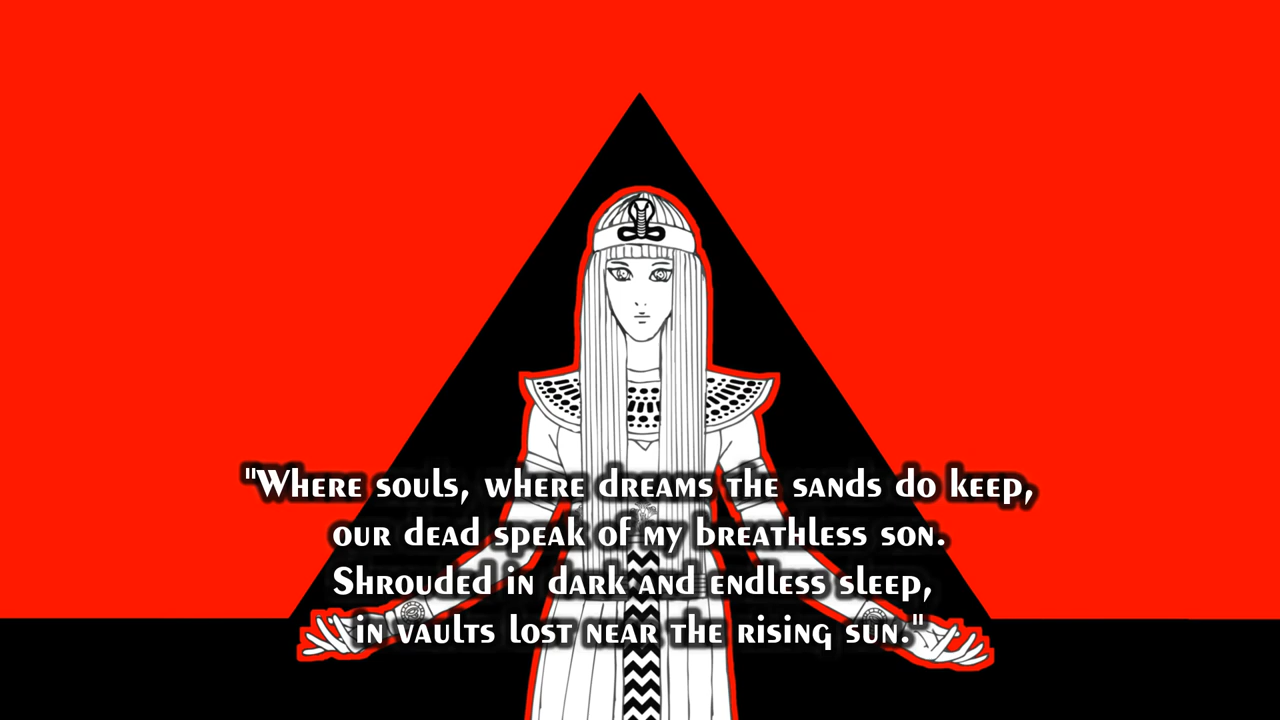 "Where souls, where dreams the sands do keep,
our dead speak of my breathless son.
Shrouded in dark and endless sleep,
in vaults lost near the rising sun."